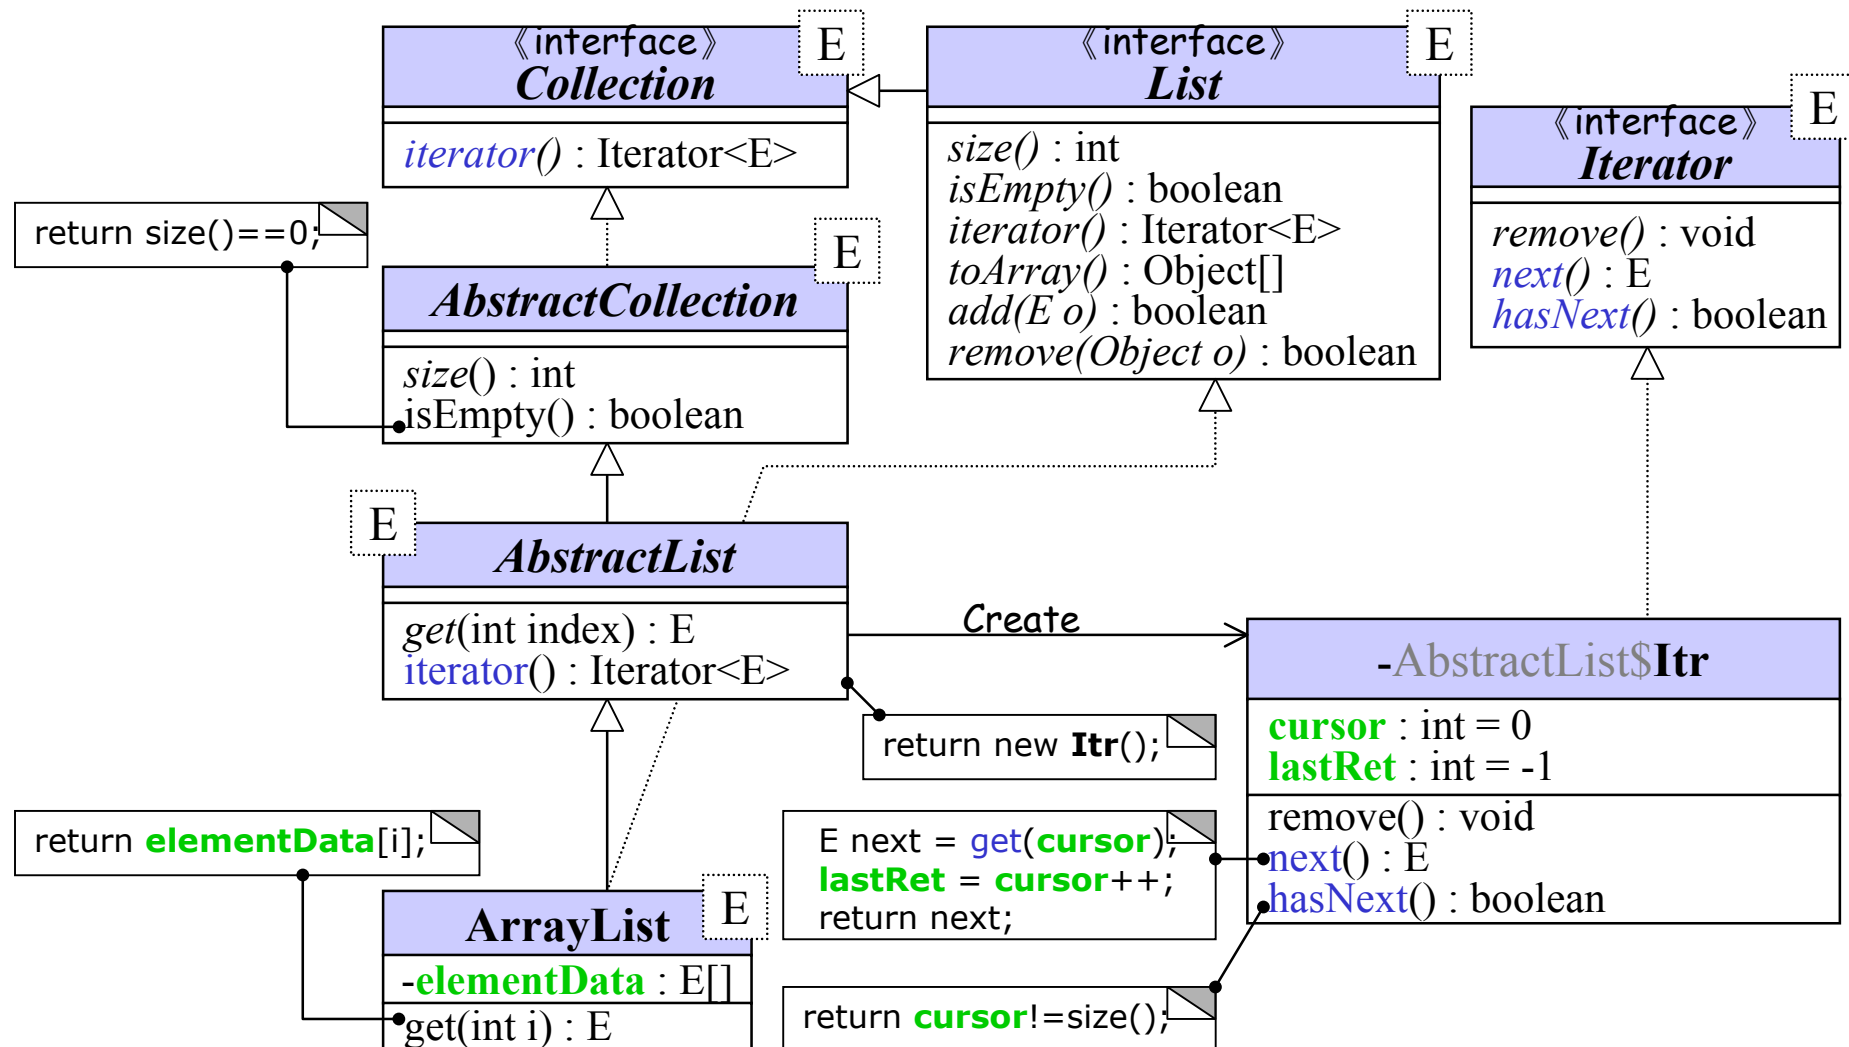 《interface》
Collection
E
iterator() : Iterator<E>
《interface》
List
E
size() : int
isEmpty() : boolean
iterator() : Iterator<E>
toArray() : Object[]
add(E o) : boolean
remove(Object o) : boolean
《interface》
Iterator
E
remove() : void
next() : E
hasNext() : boolean
return size()==0;
AbstractCollection
E
size() : int
isEmpty() : boolean
E
AbstractList
get(int index) : E
iterator() : Iterator<E>
Create
return new Itr();
-AbstractList$Itr
cursor : int = 0
lastRet : int = -1
remove() : void
next() : E
hasNext() : boolean
return elementData[i];
E next = get(cursor);
lastRet = cursor++;
return next;
ArrayList
E
-elementData : E[]
get(int i) : E
return cursor!=size();